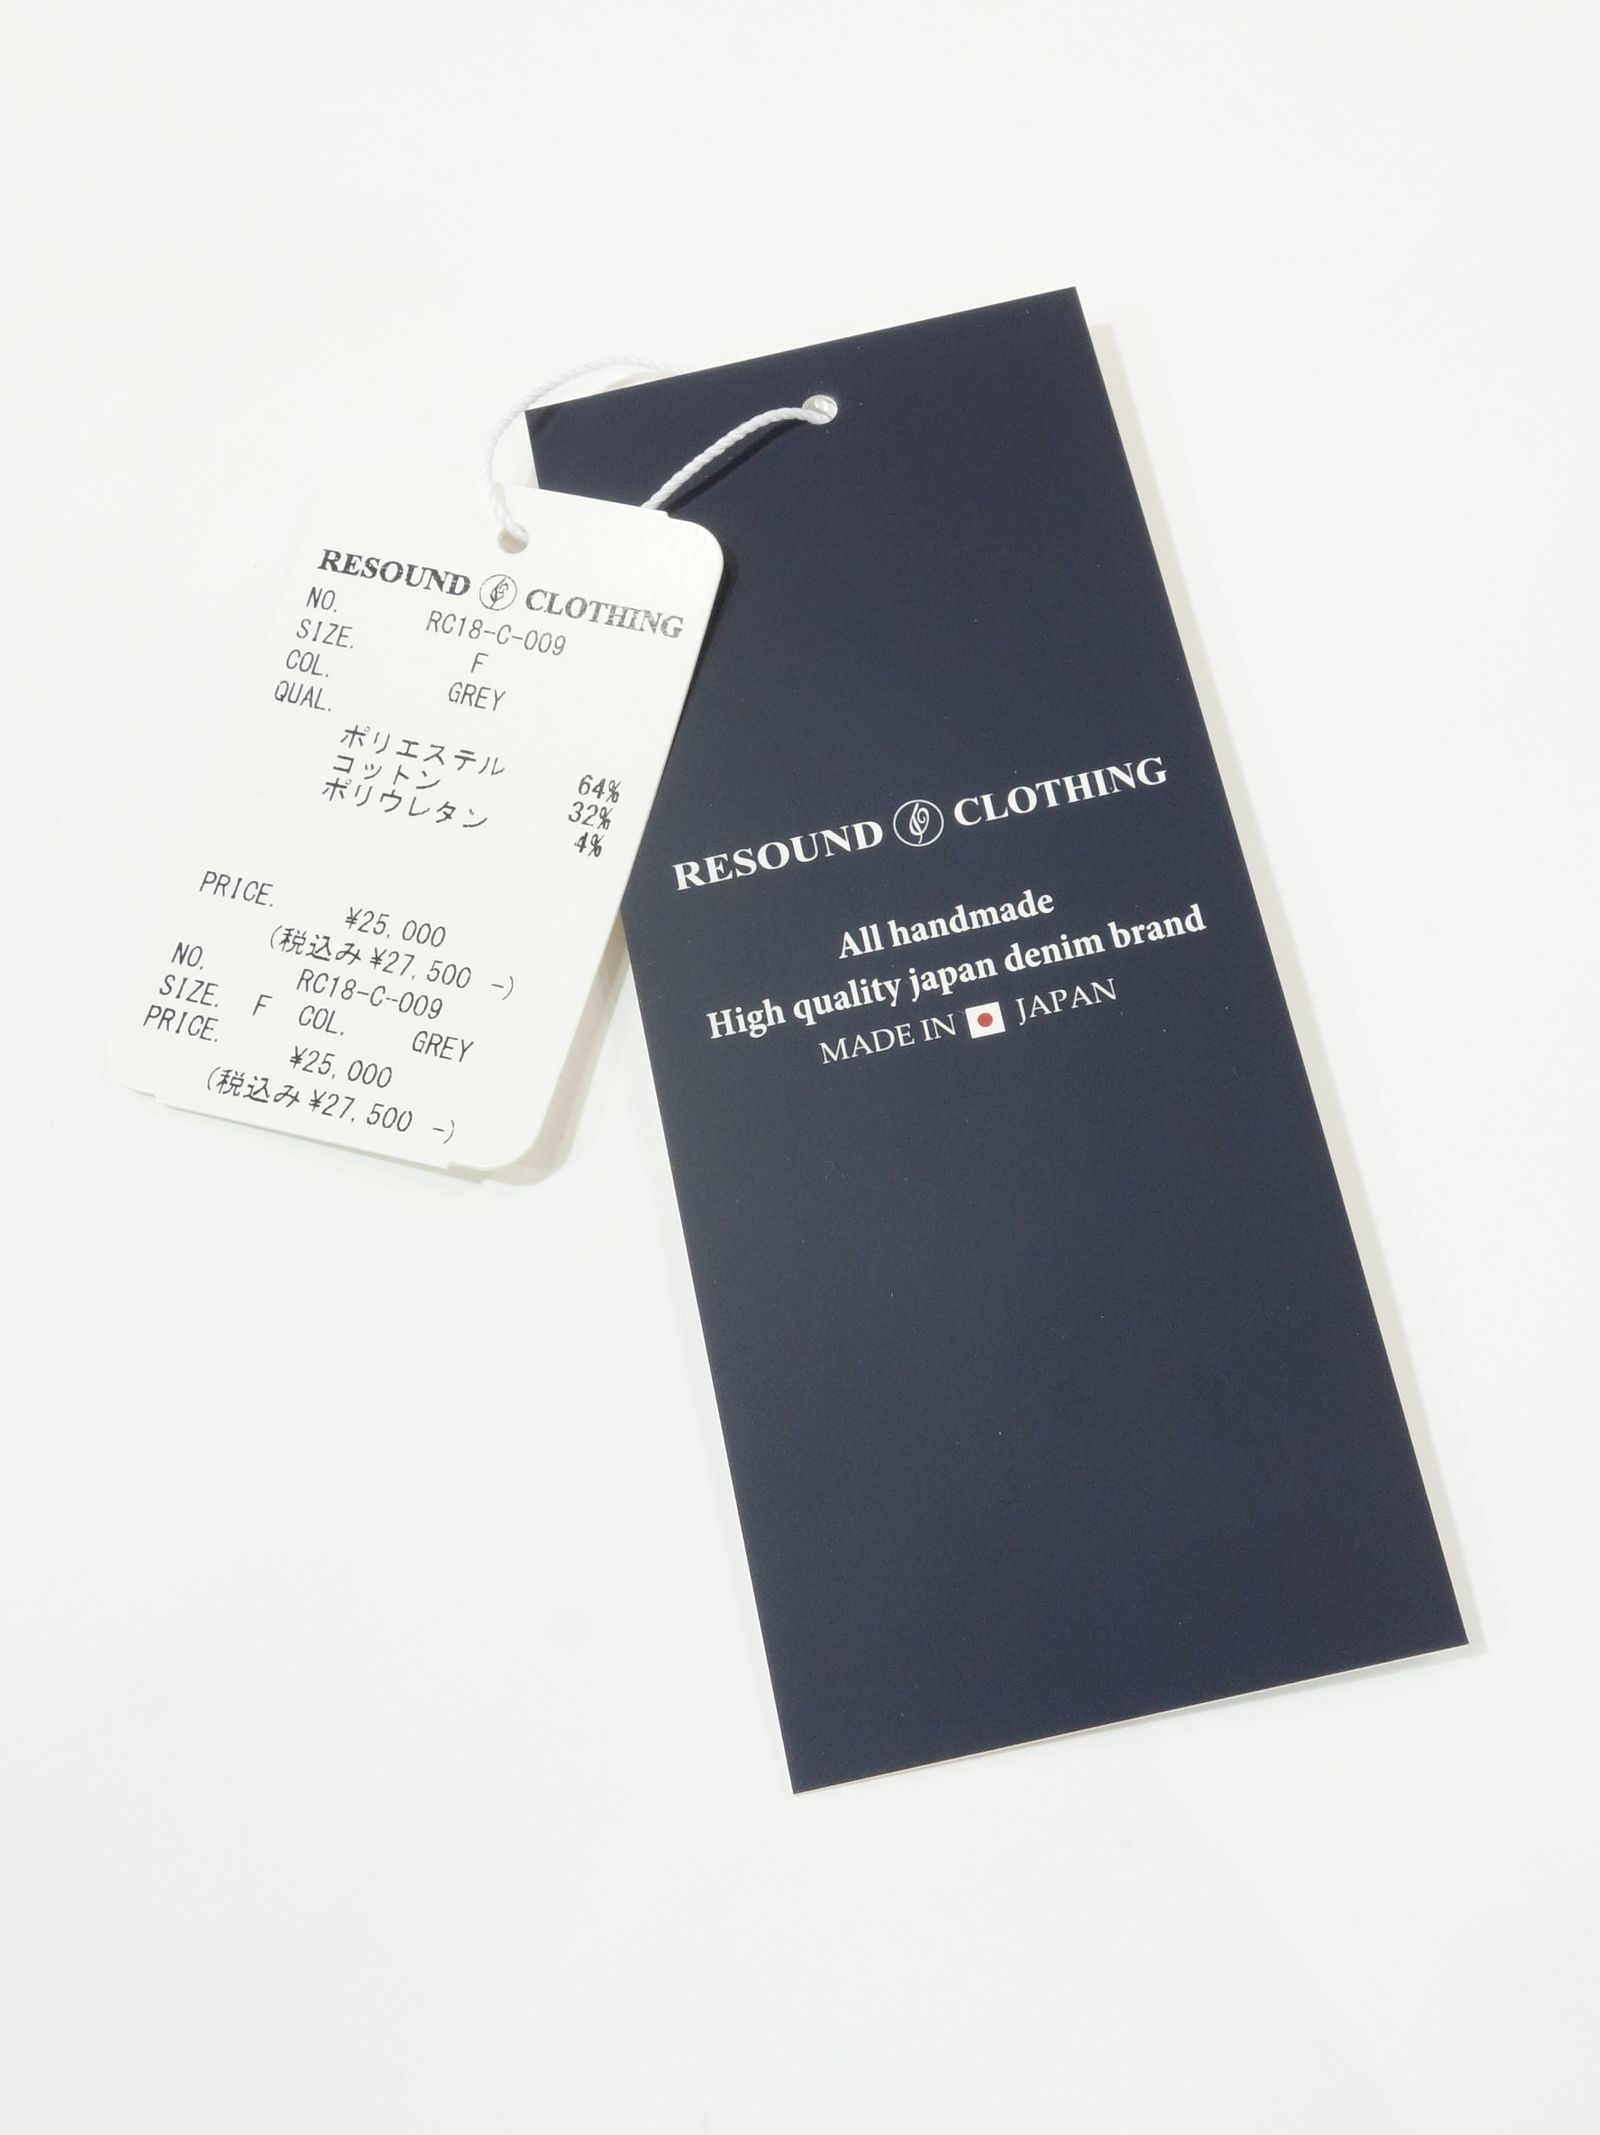 RESOUND CLOTHING
NO. RC18-C-009
SIZE. F
COL. GREY
QUAL.
ポリエステル 64%
コットン 32%
ポリウレタン 4%
PRICE. ¥25,000
(税込み ¥27,500 -)
NO. RC18-C-009
SIZE. F COL. GREY
PRICE. ¥25,000
(税込み ¥27,500 -)
RESOUND CLOTHING
All handmade
High quality japan denim brand
MADE IN JAPAN